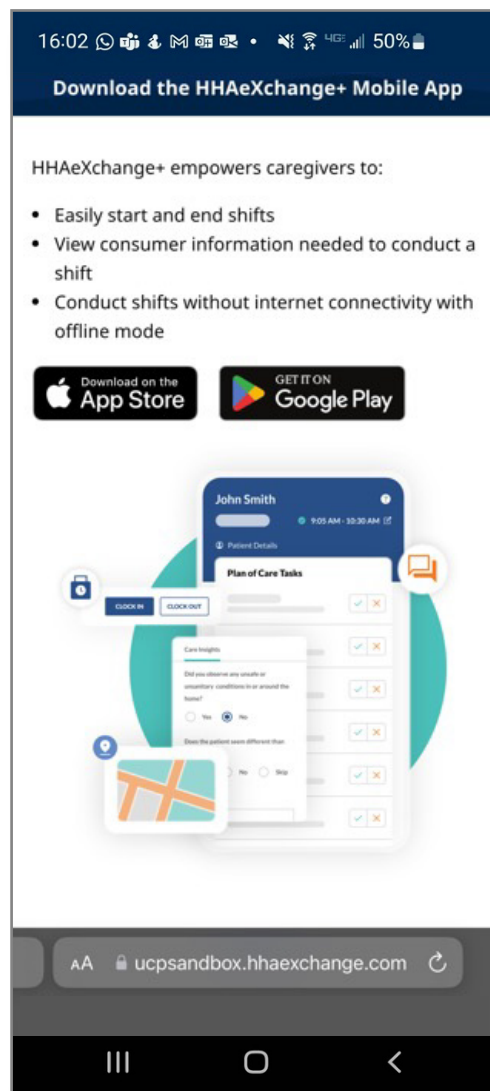 16:02 4GE 50%
Download the HHAeXchange+ Mobile App
HHAeXchange+ empowers caregivers to:
• Easily start and end shifts
• View consumer information needed to conduct a
shift
• Conduct shifts without internet connectivity with
offline mode
Download on the
App Store
GET IT ON
Google Play
John Smith
9:05 AM - 10:30 AM
Patient Details
Plan of Care Tasks
CLOCK IN
CLOCK OUT
Care Insights
Did you observe any unsafe or
unsanitary conditions in or around the
home?
Yes
No
Does the patient seem different than
No
Skip
AA ucpsandbox.hhaexchange.com